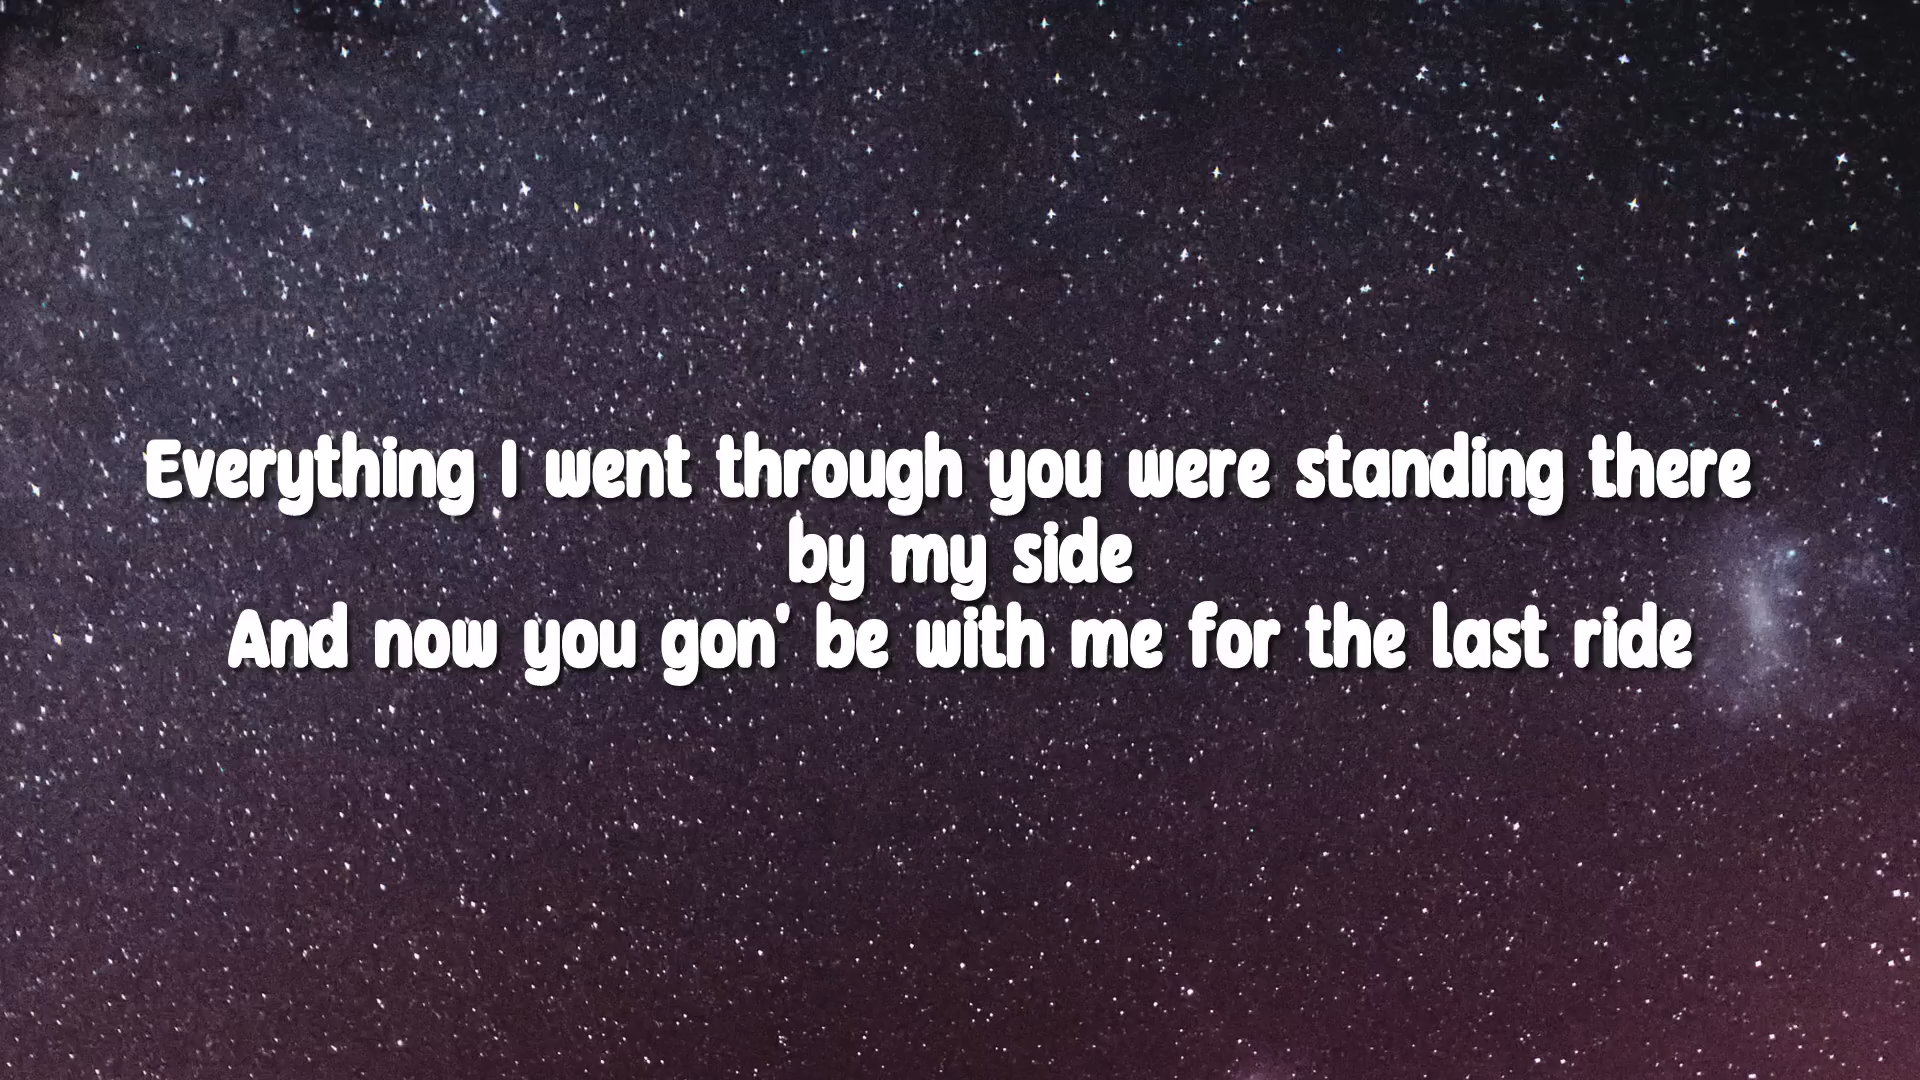 Everything I went through you were standing there
by my side
And now you gon' be with me for the last ride